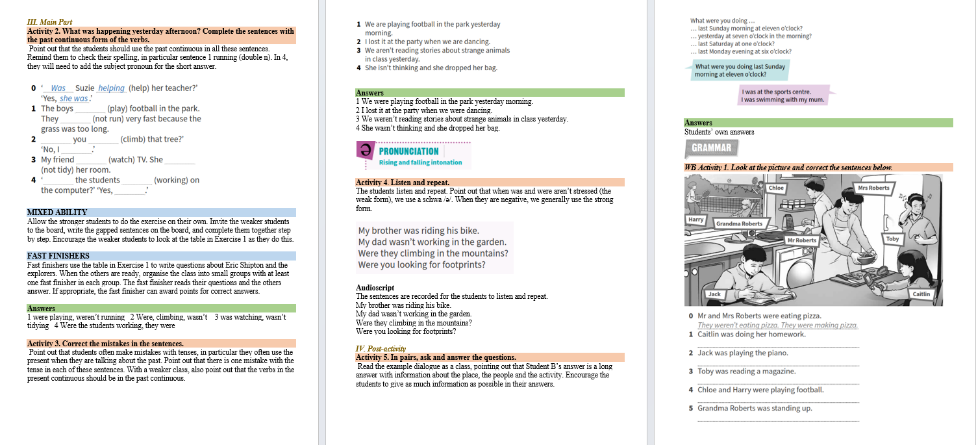 III. Main Part
Activity 2. What was happening yesterday afternoon? Complete the sentences with
the past continuous form of the verbs.
Point out that the students should use the past continuous in all these sentences.
Remind them to check their spelling, in particular sentence 1 running (double n). In 4,
they will need to add the subject pronoun for the short answer.
0 '_Was_ Suzie helping (help) her teacher?'
'Yes, she was.'
1 The boys ______ (play) football in the park.
They ______ (not run) very fast because the
grass was too long.
2 ______ you ______ (climb) that tree?'
'No, I ______.'
3 My friend ______ (watch) TV. She ______
(not tidy) her room.
4 '______ the students ______ (working) on
the computer?' 'Yes, ______.'
MIXED ABILITY
Allow the stronger students to do the exercise on their own. Invite the weaker students
to the board, write the gapped sentences on the board, and complete them together step
by step. Encourage the weaker students to look at the table in Exercise 1 as they do this.
FAST FINISHERS
Fast finishers use the table in Exercise 1 to write questions about Eric Shipton and the
explorers. When the others are ready, organise the class into small groups with at least
one fast finisher in each group. The fast finisher reads their questions and the others
answer. If appropriate, the fast finisher can award points for correct answers.
Answers
1 were playing, weren't running 2 Were, climbing, wasn't 3 was watching, wasn't
tidying 4 Were the students working, they were
Activity 3. Correct the mistakes in the sentences.
Point out that students often make mistakes with tenses, in particular they often use the
present when they are talking about the past. Point out that there is one mistake with the
tense in each of these sentences. With a weaker class, also point out that the verbs in the
present continuous should be in the past continuous.
1 We are playing football in the park yesterday
morning.
2 I lost it at the party when we are dancing.
3 We aren't reading stories about strange animals
in class yesterday.
4 She isn't thinking and she dropped her bag.
Answers
1 We were playing football in the park yesterday morning.
2 I lost it at the party when we were dancing.
3 We weren't reading stories about strange animals in class yesterday.
4 She wasn't thinking and she dropped her bag.
ə PRONUNCIATION
Rising and falling intonation
Activity 4. Listen and repeat.
The students listen and repeat. Point out that when was and were aren't stressed (the
weak form), we use a schwa /ə/. When they are negative, we generally use the strong
form.
My brother was riding his bike.
My dad wasn't working in the garden.
Were they climbing in the mountains?
Were you looking for footprints?
Audioscript
The sentences are recorded for the students to listen and repeat.
My brother was riding his bike.
My dad wasn't working in the garden.
Were they climbing in the mountains?
Were you looking for footprints?
IV. Post-activity
Activity 5. In pairs, ask and answer the questions.
Read the example dialogue as a class, pointing out that Student B's answer is a long
answer with information about the place, the people and the activity. Encourage the
students to give as much information as possible in their answers.
What were you doing ...
... last Sunday morning at eleven o'clock?
... yesterday at seven o'clock in the morning?
... last Saturday at one o'clock?
... last Monday evening at six o'clock?
What were you doing last Sunday
morning at eleven o'clock?
I was at the sports centre.
I was swimming with my mum.
Answers
Students' own answers
GRAMMAR
WB Activity 1. Look at the picture and correct the sentences below.
Chloe
Mrs Roberts
Harry
Grandma Roberts
Mr Roberts
Toby
Jack
Caitlin
0 Mr and Mrs Roberts were eating pizza.
They weren't eating pizza. They were making pizza.
1 Caitlin was doing her homework.
2 Jack was playing the piano.
3 Toby was reading a magazine.
4 Chloe and Harry were playing football.
5 Grandma Roberts was standing up.